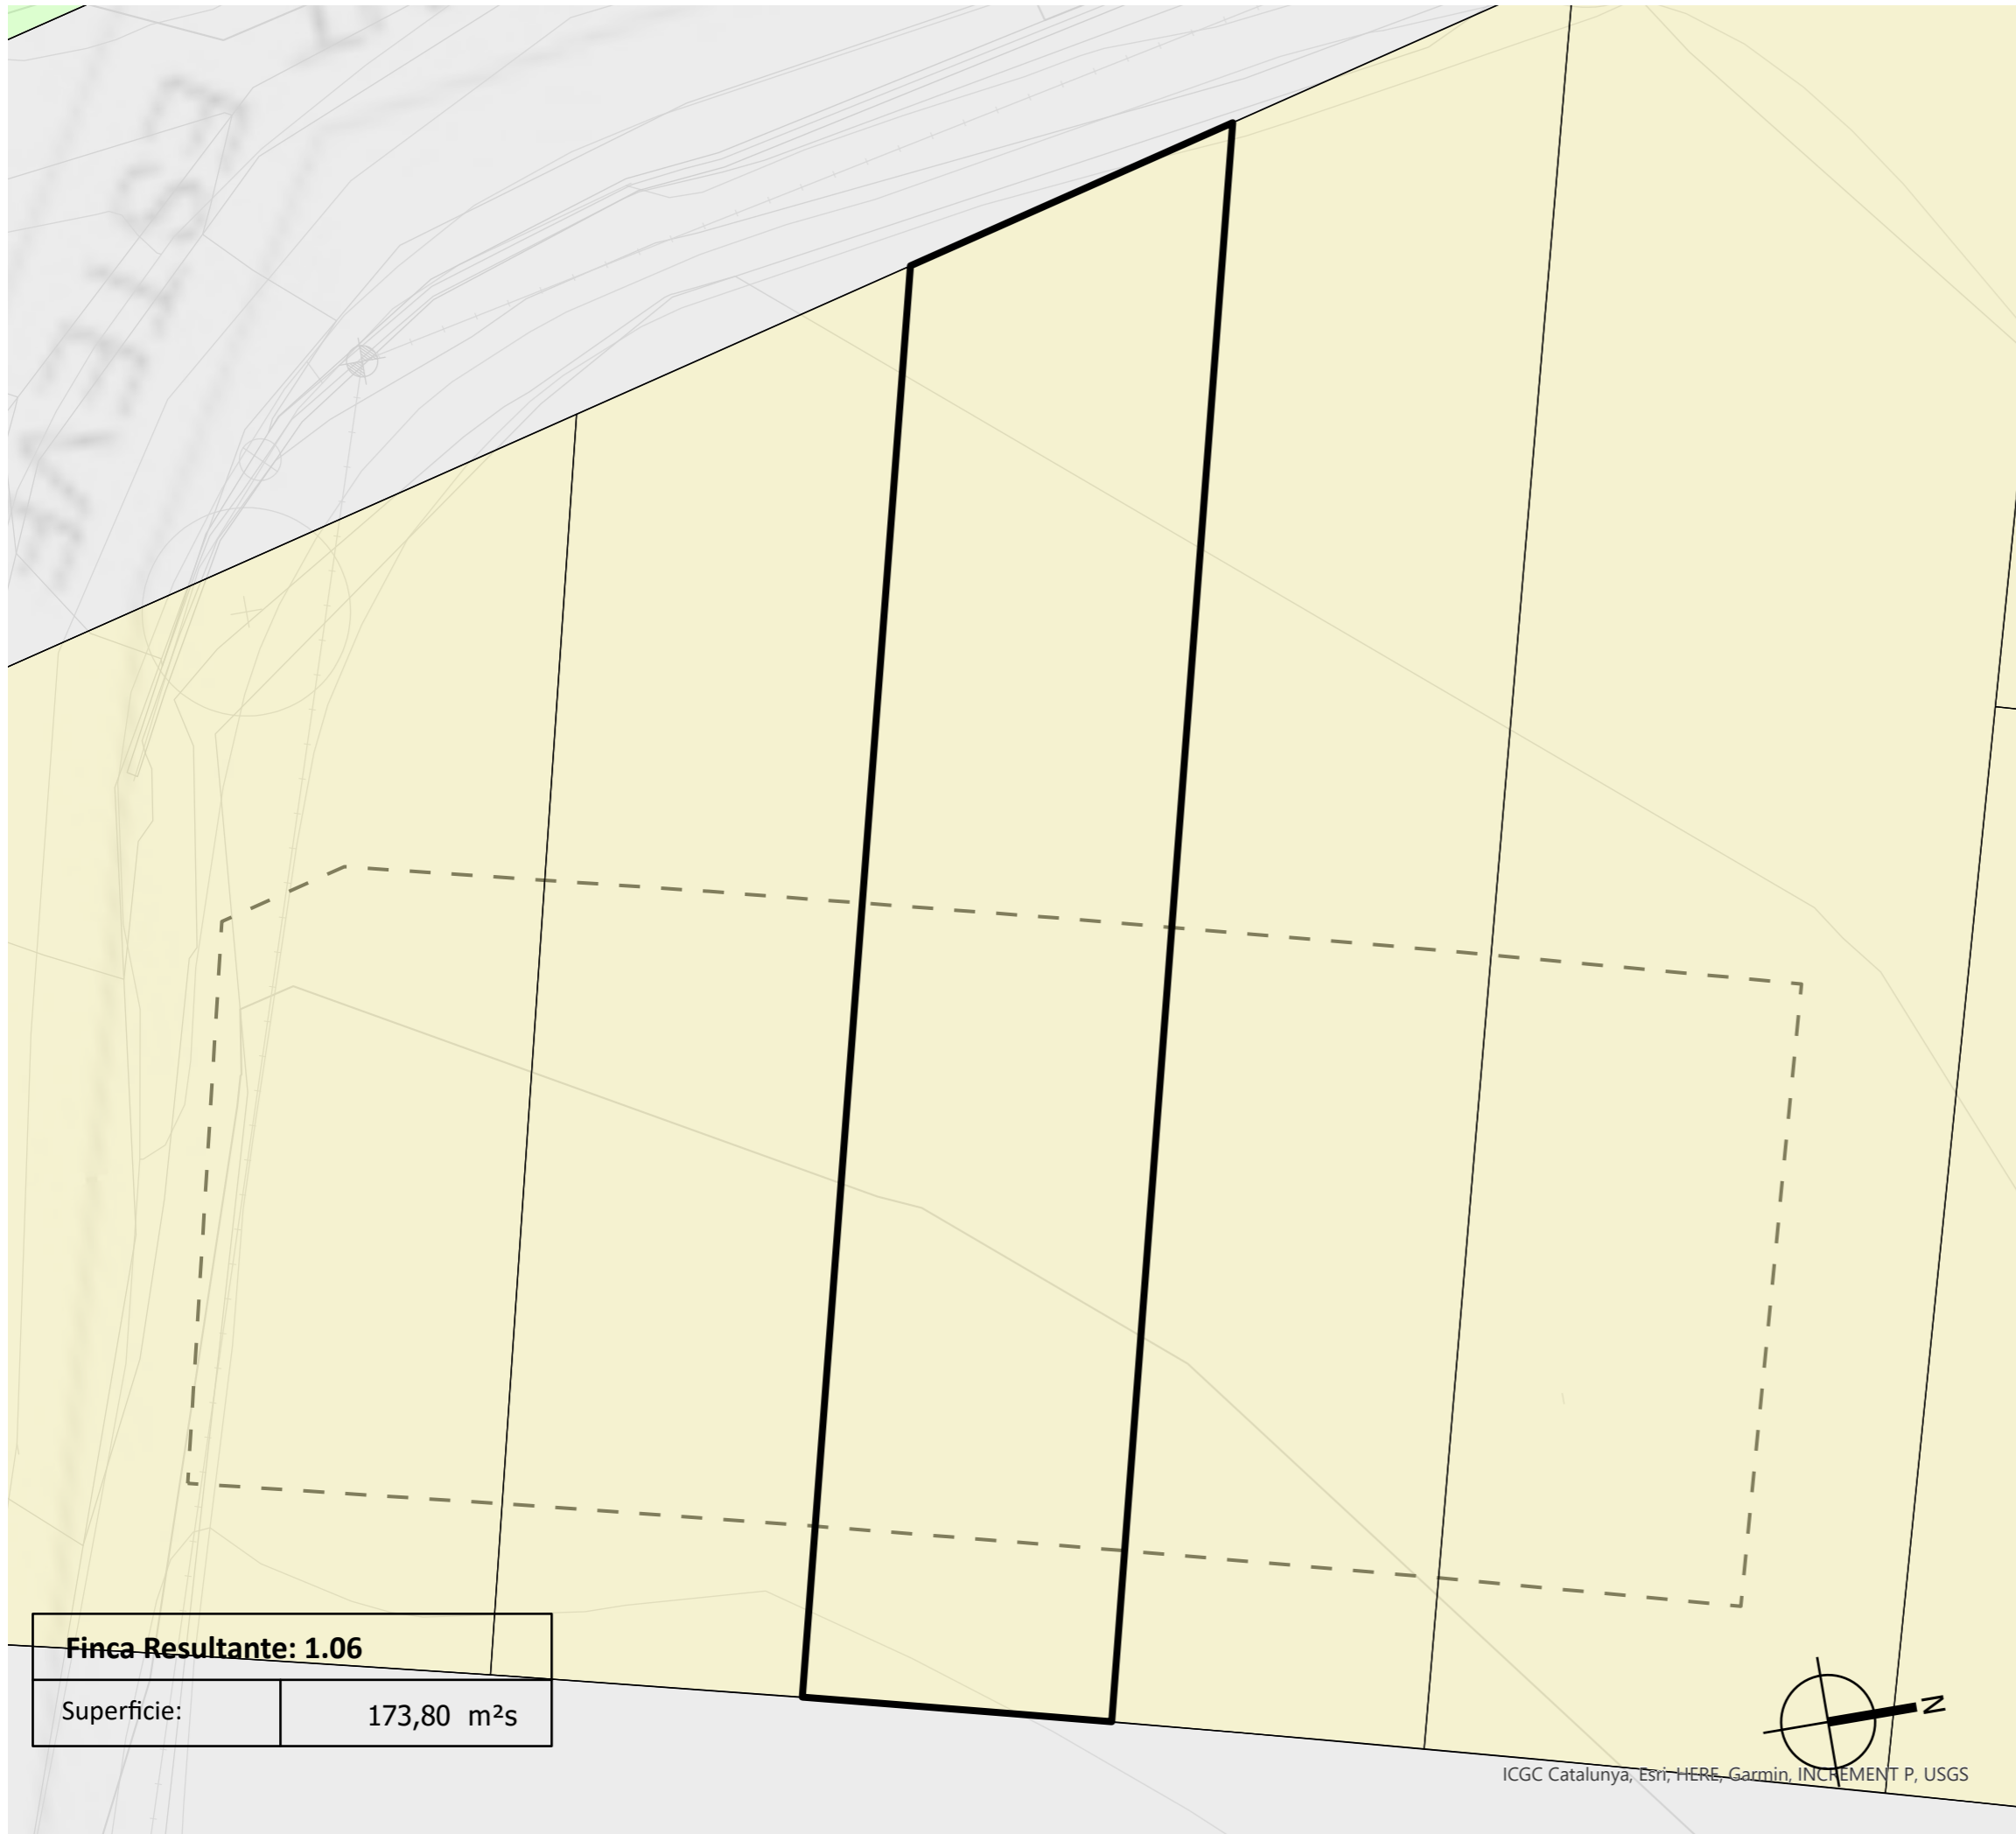 Finca Resultante: 1.06
Superficie: 173,80 m²s
N
ICGC Catalunya, Esri, HERE, Garmin, INCREMENT P, USGS